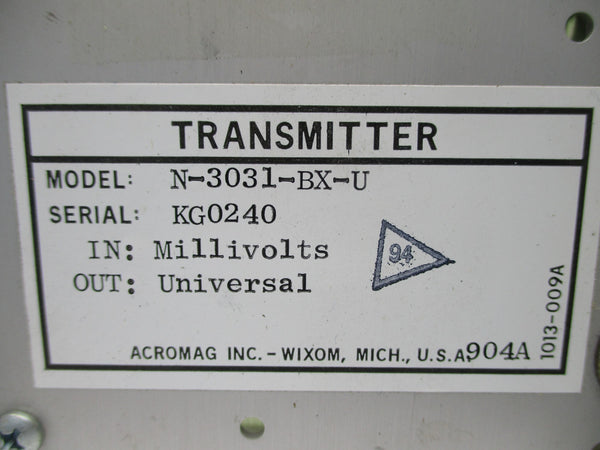 TRANSMITTER
MODEL: N-3031-BX-U
SERIAL: KG0240
IN: Millivolts
OUT: Universal
94
ACROMAG INC. - WIXOM, MICH., U.S.A. 904A
1013-009A